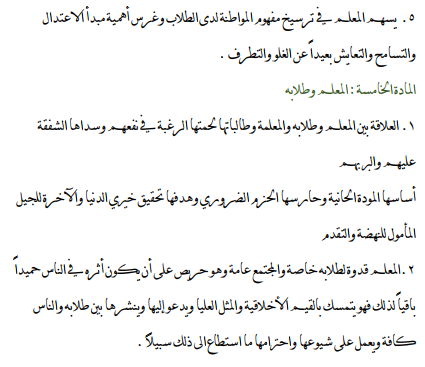 ٥. يسهم المعلم في ترسيخ مفهوم المواطنة لدى الطلاب وغرس أهمية مبدأ الاعتدال
والتسامح والتعايش بعيداً عن الغلو والتطرف .
المادة الخامسة : المعلم وطلابه
١. العلاقة بين المعلم وطلابه والمعلمة وطالباتها لحمتها الرغبة في نفعهم وسداها الشفقة
عليهم والبر بهم
أساسها المودة الحانية وحارسها الحزم الضروري وهدفها تحقيق خيري الدنيا والآخرة للجيل
المأمول للنهضة والتقدم
٢. المعلم قدوة لطلابه خاصة والمجتمع عامة وهو حريص على أن يكون أثره في الناس حميداً
باقياً لذلك فهو يتمسك بالقيم الأخلاقية والمثل العليا ويدعو إليها وينشرها بين طلابه والناس
كافة ويعمل على شيوعها واحترامها ما استطاع الى ذلك سبيلاً .